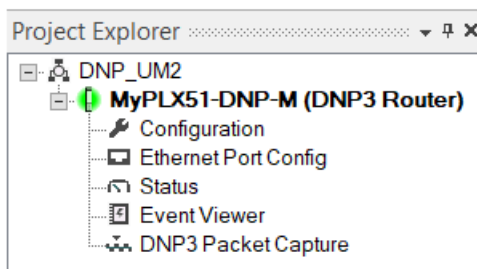 Project Explorer
DNP_UM2
MyPLX51-DNP-M (DNP3 Router)
Configuration
Ethernet Port Config
Status
Event Viewer
DNP3 Packet Capture